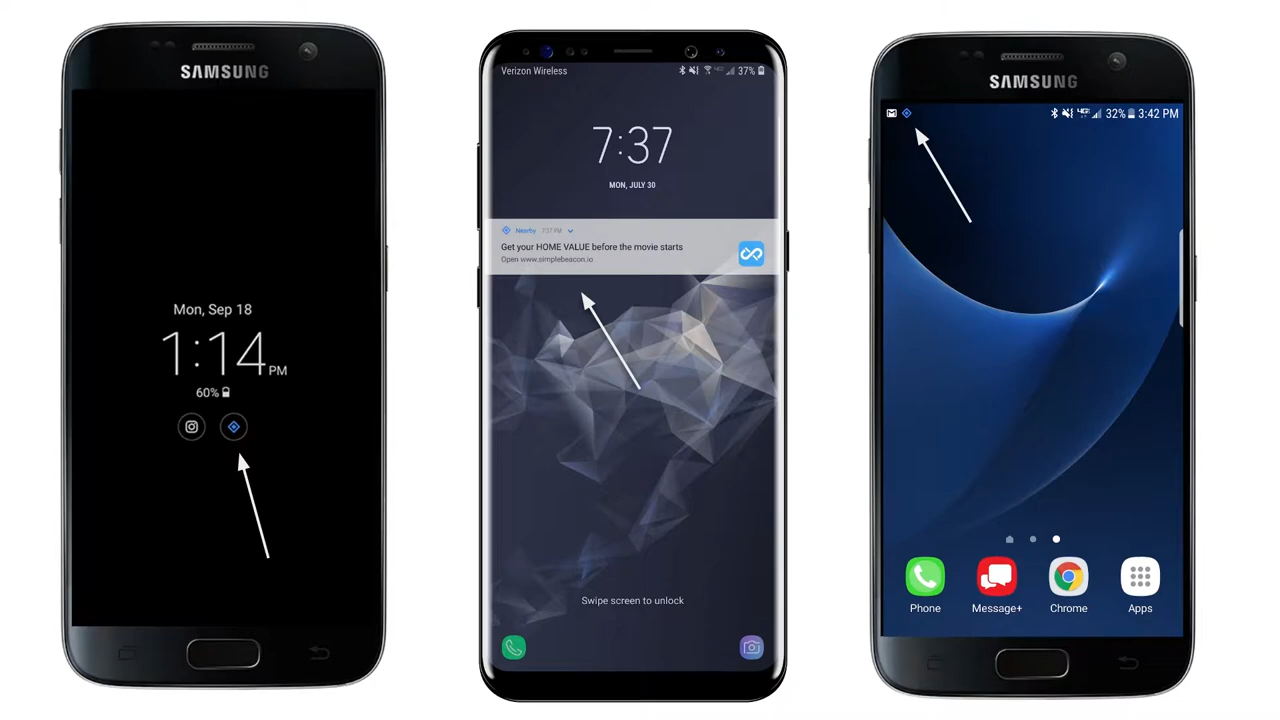 SAMSUNG
Mon, Sep 18
1:14 PM
60%
Verizon Wireless
37%
7:37
MON, JULY 30
Nearby 7:37 PM
Get your HOME VALUE before the movie starts
Open www.simplebeacon.io
Swipe screen to unlock
SAMSUNG
32% 3:42 PM
Phone
Message+
Chrome
Apps